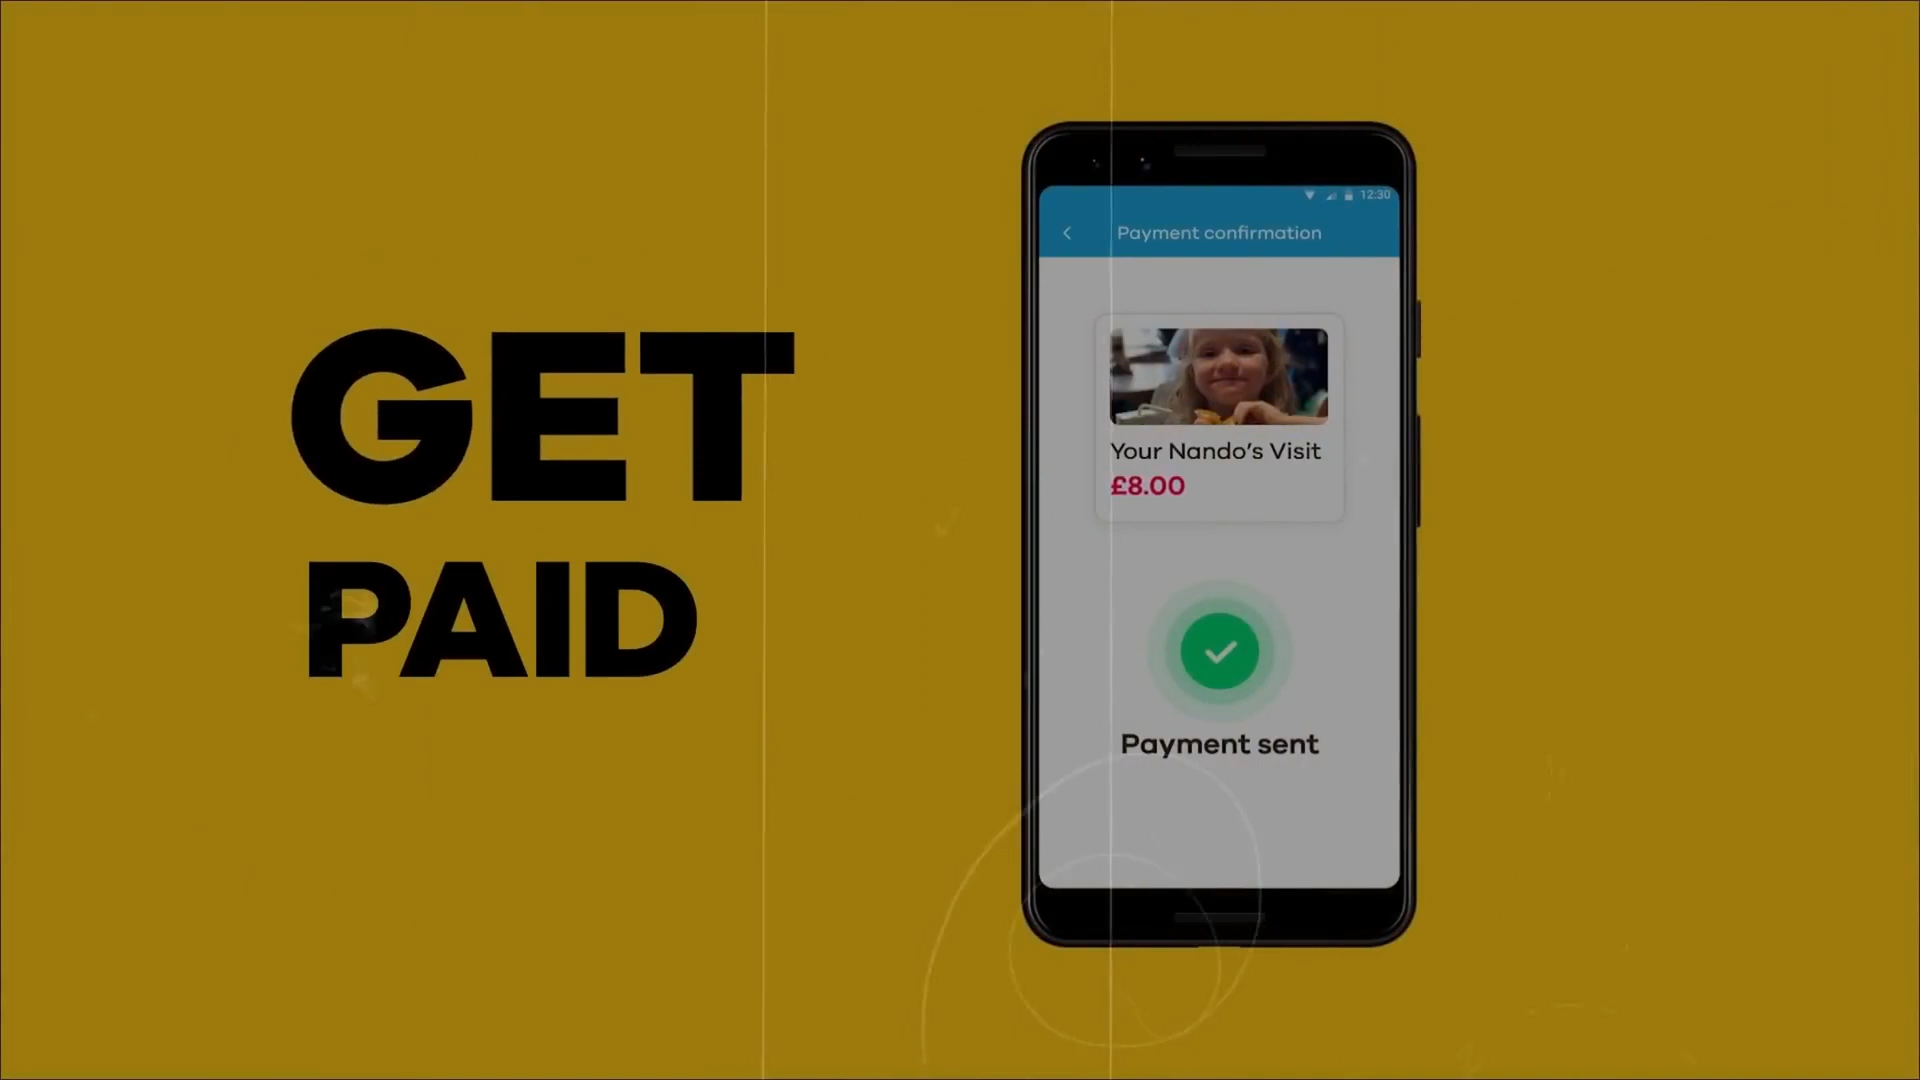 GET
PAID
12:30
Payment confirmation
Your Nando's Visit
£8.00
Payment sent